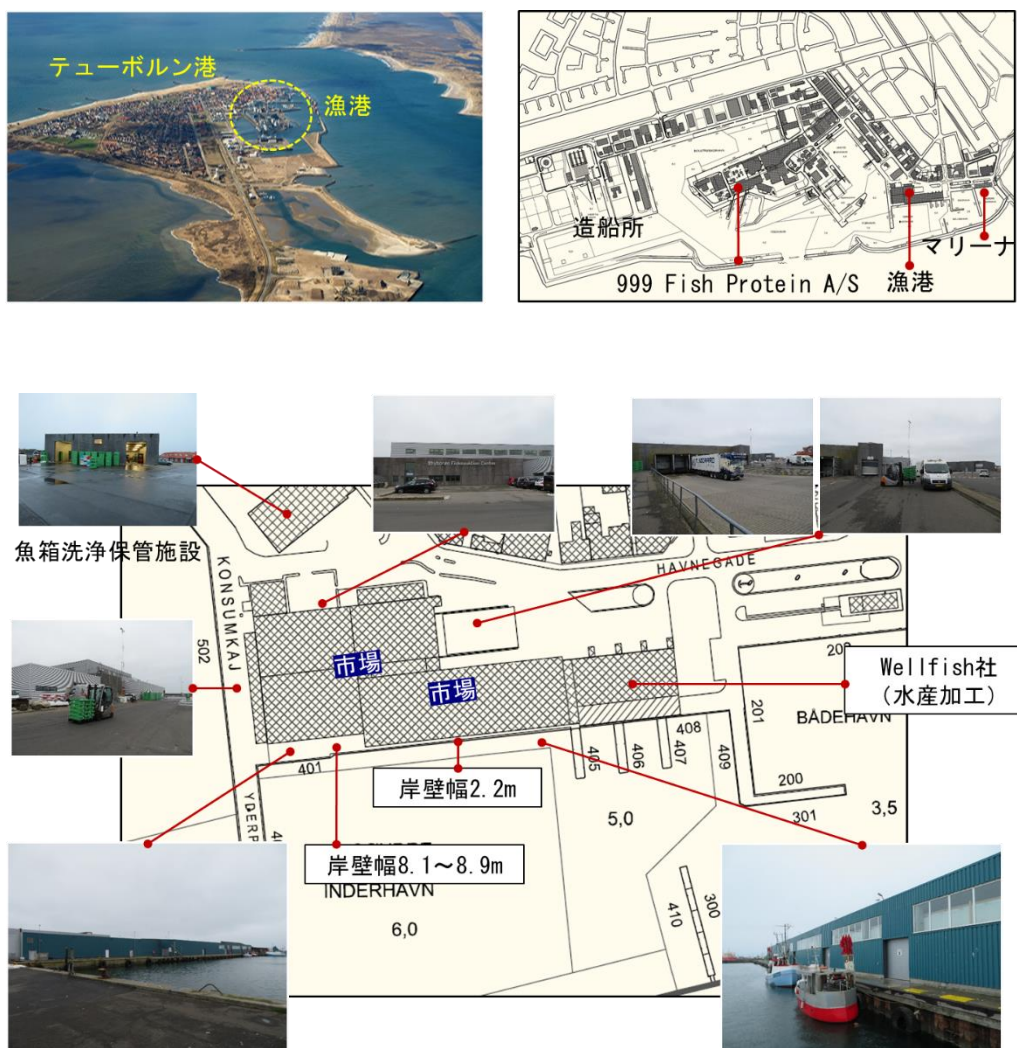 テューボルン港
漁港
造船所
マリーナ
999 Fish Protein A/S
漁港
魚箱洗浄保管施設
KONSUMKAJ
502
HAVNEGADE
市場
市場
Wellfish社
(水産加工)
202
201
BÅDEHAVN
200
301
3,5
408
409
407
406
405
401
岸壁幅2.2m
5,0
岸壁幅8.1～8.9m
INDERHAVN
6,0
300
410